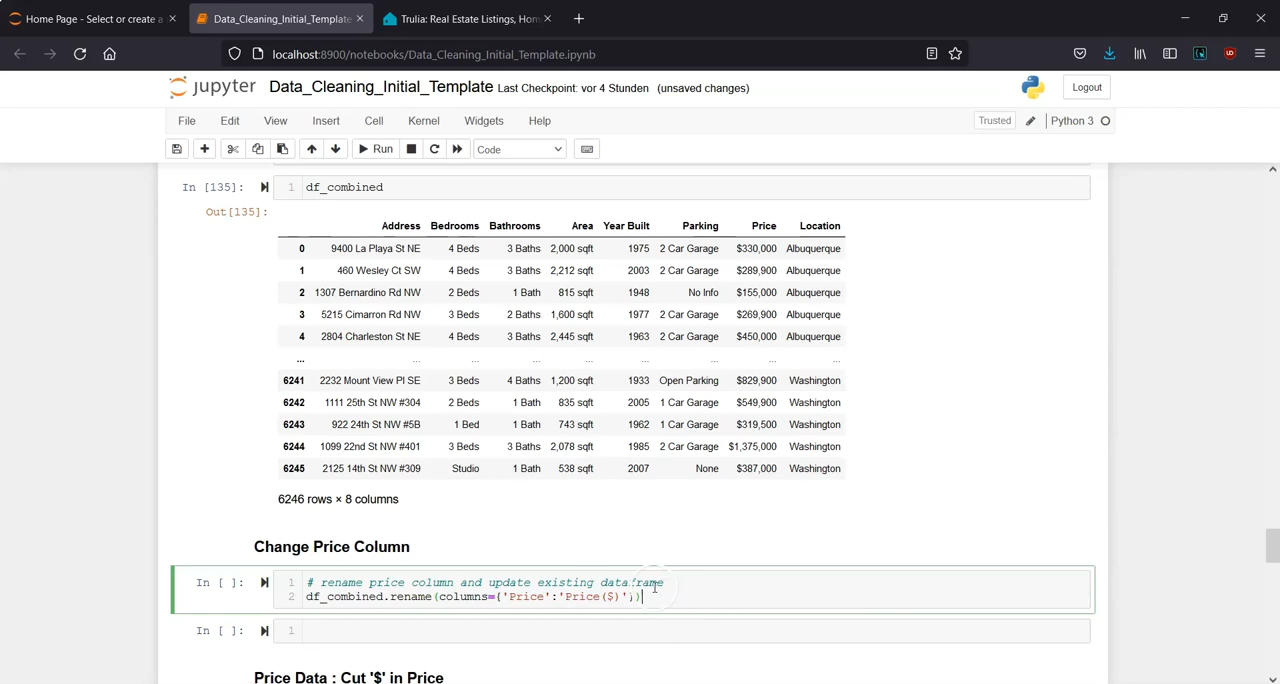 Home Page - Select or create a
Data_Cleaning_Initial_Template
Trulia: Real Estate Listings, Hom
localhost:8900/notebooks/Data_Cleaning_Initial_Template.ipynb
jupyter Data_Cleaning_Initial_Template Last Checkpoint: vor 4 Stunden (unsaved changes) Logout
File Edit View Insert Cell Kernel Widgets Help Trusted Python 3
Run Code
In [135]: 1 df_combined
Out[135]:
Address Bedrooms Bathrooms Area Year Built Parking Price Location
0 9400 La Playa St NE 4 Beds 3 Baths 2,000 sqft 1975 2 Car Garage $330,000 Albuquerque
1 460 Wesley Ct SW 4 Beds 3 Baths 2,212 sqft 2003 2 Car Garage $289,900 Albuquerque
2 1307 Bernardino Rd NW 2 Beds 1 Bath 815 sqft 1948 No Info $155,000 Albuquerque
3 5215 Cimarron Rd NW 3 Beds 2 Baths 1,600 sqft 1977 2 Car Garage $269,900 Albuquerque
4 2804 Charleston St NE 4 Beds 3 Baths 2,445 sqft 1963 2 Car Garage $450,000 Albuquerque
... ... ... ... ... ... ... ... ...
6241 2232 Mount View Pl SE 3 Beds 4 Baths 1,200 sqft 1933 Open Parking $829,900 Washington
6242 1111 25th St NW #304 2 Beds 1 Bath 835 sqft 2005 1 Car Garage $549,900 Washington
6243 922 24th St NW #5B 1 Bed 1 Bath 743 sqft 1962 1 Car Garage $319,500 Washington
6244 1099 22nd St NW #401 3 Beds 3 Baths 2,078 sqft 1985 2 Car Garage $1,375,000 Washington
6245 2125 14th St NW #309 Studio 1 Bath 538 sqft 2007 None $387,000 Washington
6246 rows × 8 columns
Change Price Column
In [ ]: 1 # rename price column and update existing dataframe
2 df_combined.rename(columns={'Price':'Price($)'})
In [ ]: 1
Price Data : Cut '$' in Price